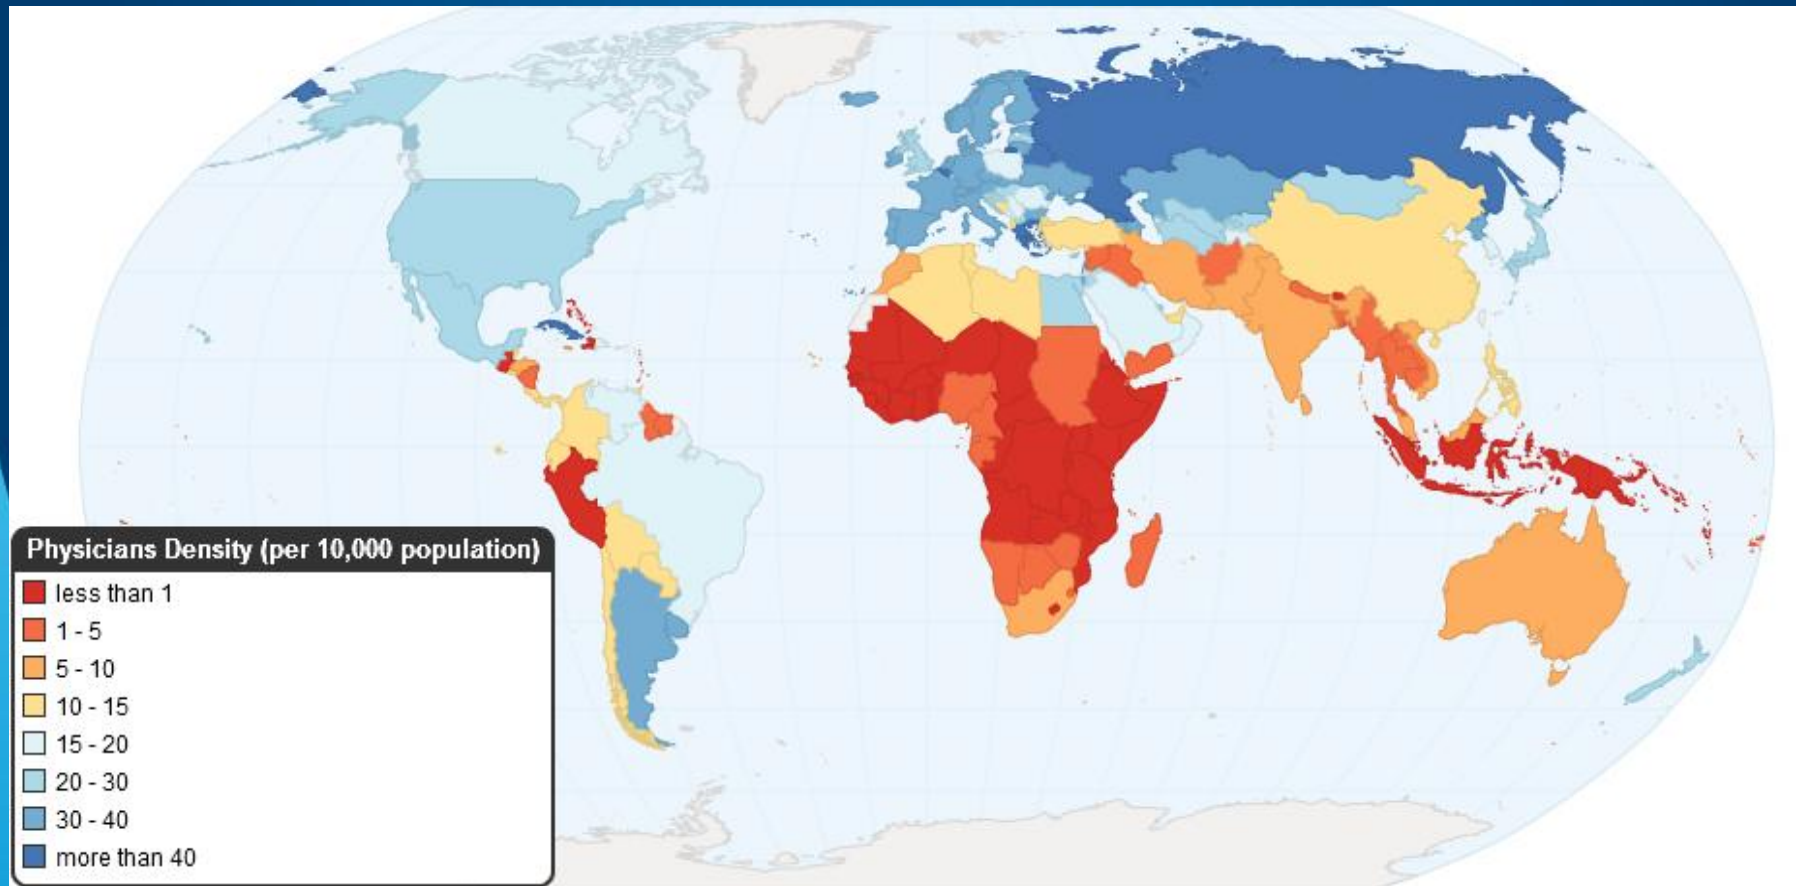 Physicians Density (per 10,000 population)
less than 1
1 - 5
5 - 10
10 - 15
15 - 20
20 - 30
30 - 40
more than 40